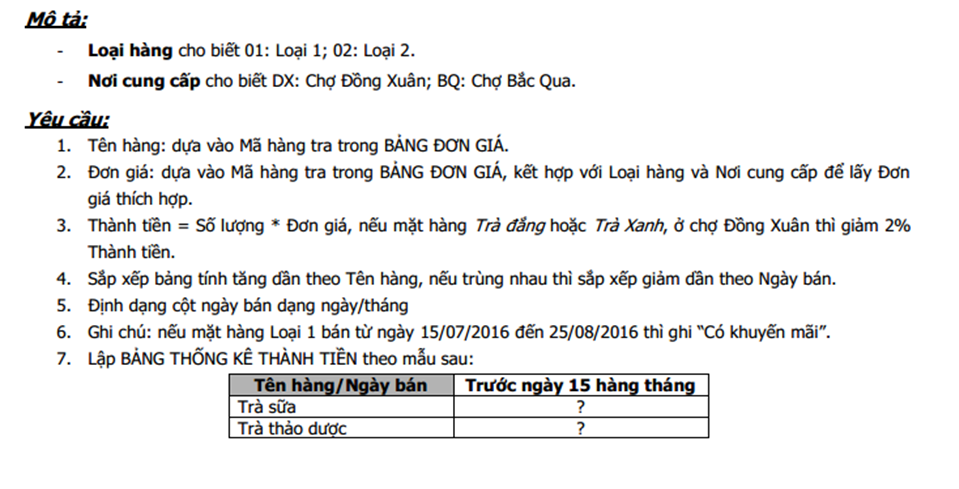 Mô tả:
- Loại hàng cho biết 01: Loại 1; 02: Loại 2.
- Nơi cung cấp cho biết DX: Chợ Đồng Xuân; BQ: Chợ Bắc Qua.
Yêu cầu:
1. Tên hàng: dựa vào Mã hàng tra trong BẢNG ĐƠN GIÁ.
2. Đơn giá: dựa vào Mã hàng tra trong BẢNG ĐƠN GIÁ, kết hợp với Loại hàng và Nơi cung cấp để lấy Đơn
giá thích hợp.
3. Thành tiền = Số lượng * Đơn giá, nếu mặt hàng Trà đắng hoặc Trà Xanh, ở chợ Đồng Xuân thì giảm 2%
Thành tiền.
4. Sắp xếp bảng tính tăng dần theo Tên hàng, nếu trùng nhau thì sắp xếp giảm dần theo Ngày bán.
5. Định dạng cột ngày bán dạng ngày/tháng
6. Ghi chú: nếu mặt hàng Loại 1 bán từ ngày 15/07/2016 đến 25/08/2016 thì ghi “Có khuyến mãi”.
7. Lập BẢNG THỐNG KÊ THÀNH TIỀN theo mẫu sau:
Tên hàng/Ngày bán Trước ngày 15 hàng tháng
Trà sữa ?
Trà thảo dược ?